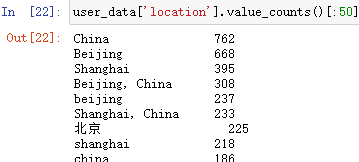 In [22]: user_data['location'].value_counts()[:50]
Out[22]:
China 762
Beijing 668
Shanghai 395
Beijing, China 308
beijing 237
Shanghai, China 233
北京 225
shanghai 218
china 186